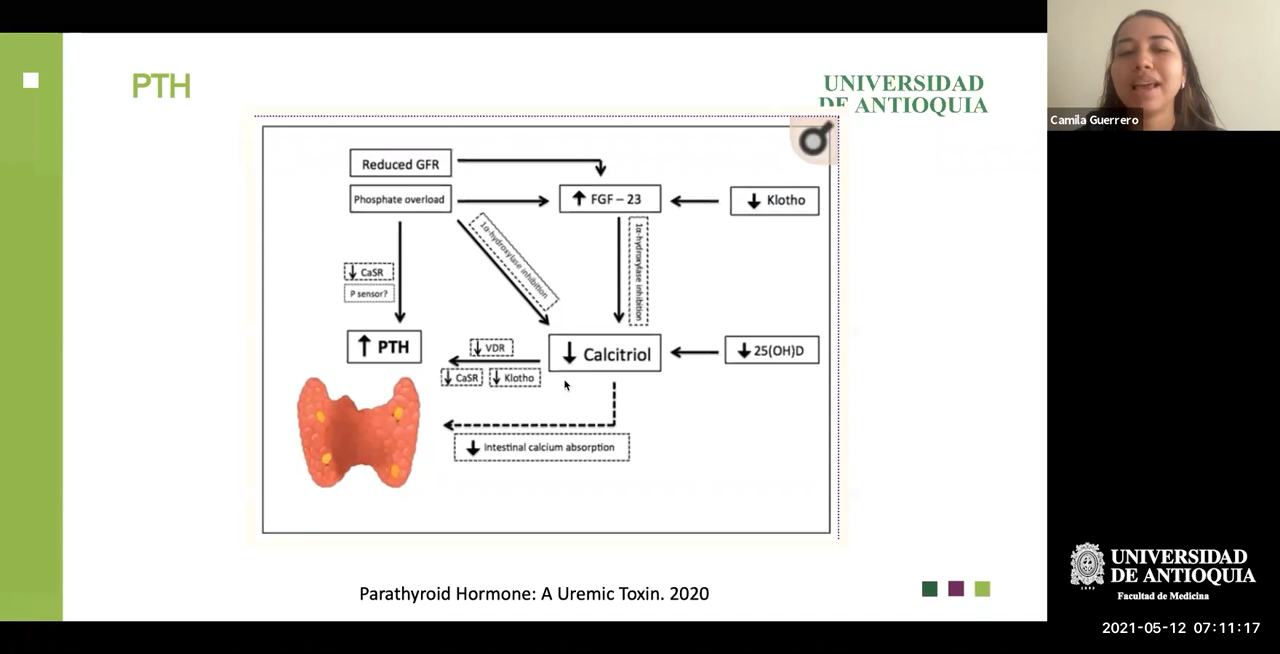 PTH
UNIVERSIDAD
DE ANTIOQUIA
Camila Guerrero
Reduced GFR
Phosphate overload
↑ FGF – 23
↓ Klotho
1α-hydroxylase inhibition
1α-hydroxylase inhibition
↓ CaSR
P sensor?
↑ PTH
↓ VDR
↓ CaSR
↓ Klotho
↓ Calcitriol
↓ 25(OH)D
↓ Intestinal calcium absorption
Parathyroid Hormone: A Uremic Toxin. 2020
UNIVERSIDAD
DE ANTIOQUIA
Facultad de Medicina
2021-05-12 07:11:17